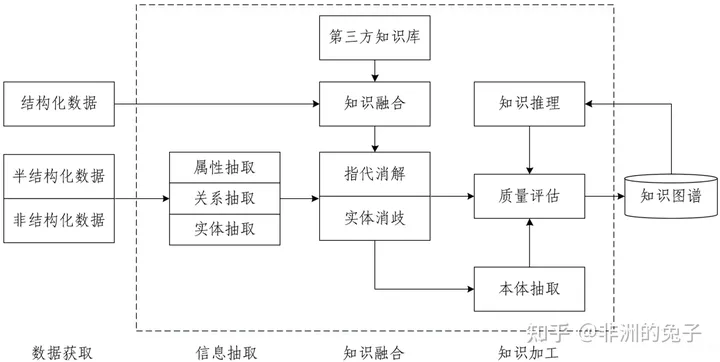 第三方知识库
结构化数据
知识融合
知识推理
半结构化数据
非结构化数据
属性抽取
关系抽取
实体抽取
指代消解
实体消歧
质量评估
知识图谱
本体抽取
数据获取
信息抽取
知识融合
知识加工
知乎 @非洲的兔子